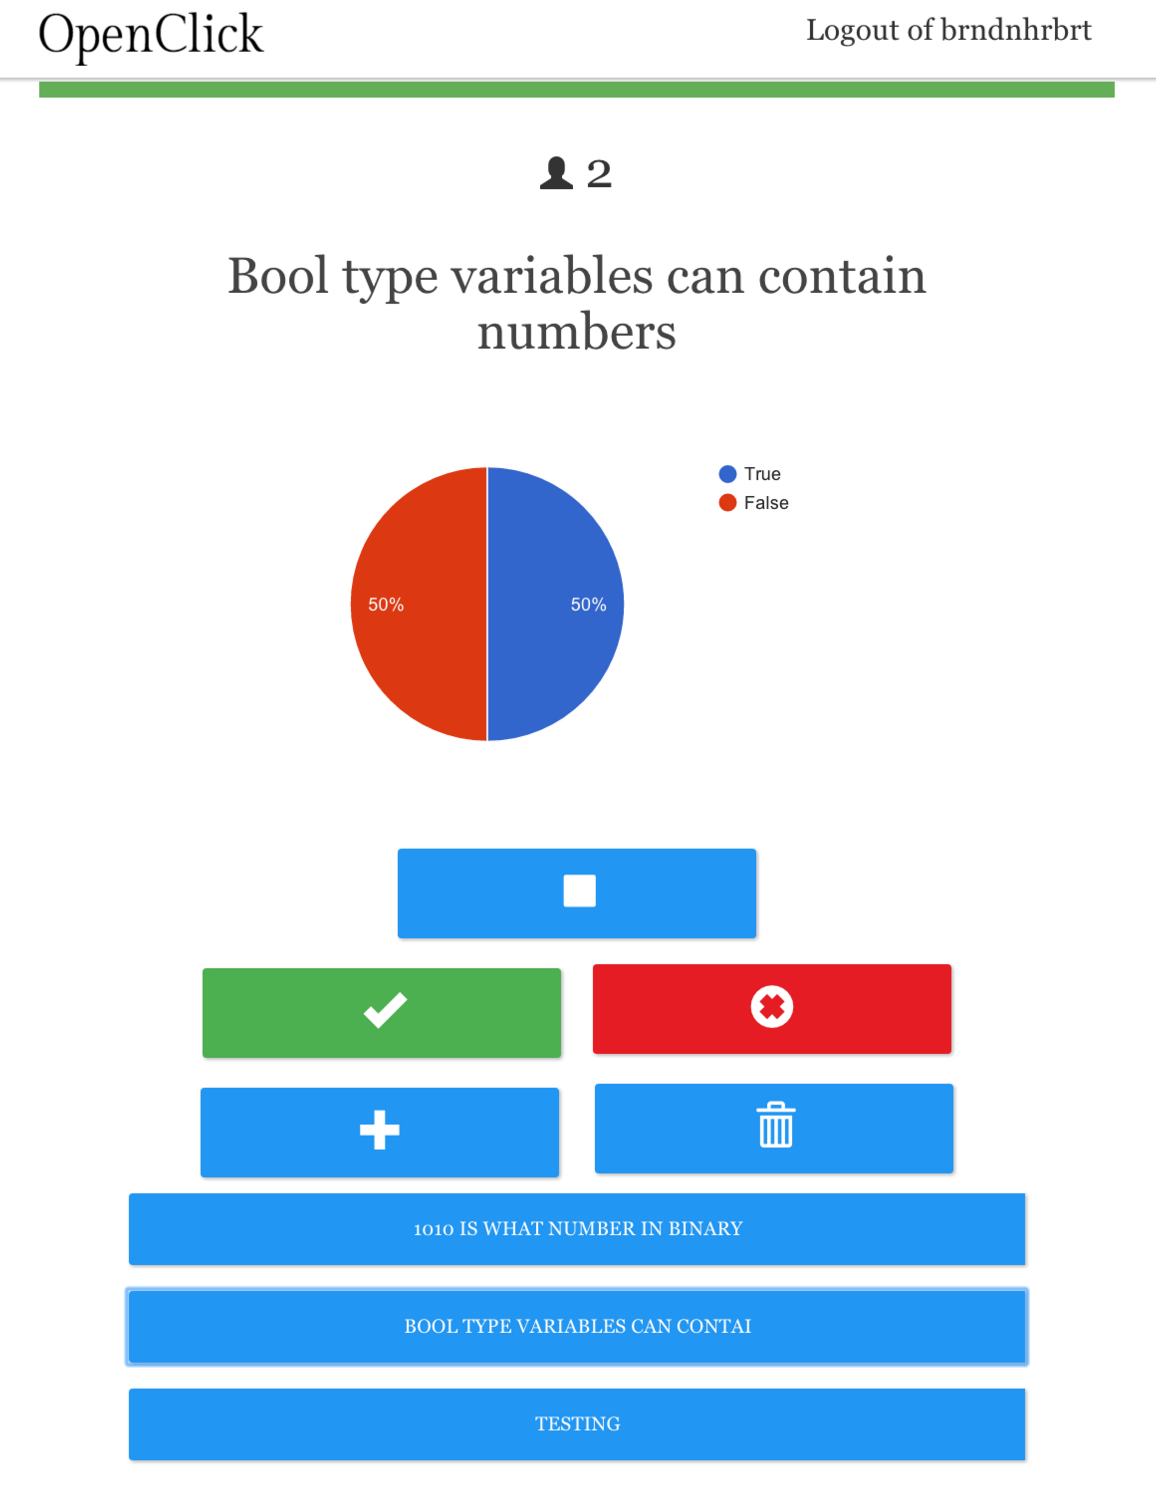 OpenClick
Logout of brndnhrbrt
2
Bool type variables can contain
numbers
True
False
50%
50%
1010 IS WHAT NUMBER IN BINARY
BOOL TYPE VARIABLES CAN CONTAI
TESTING